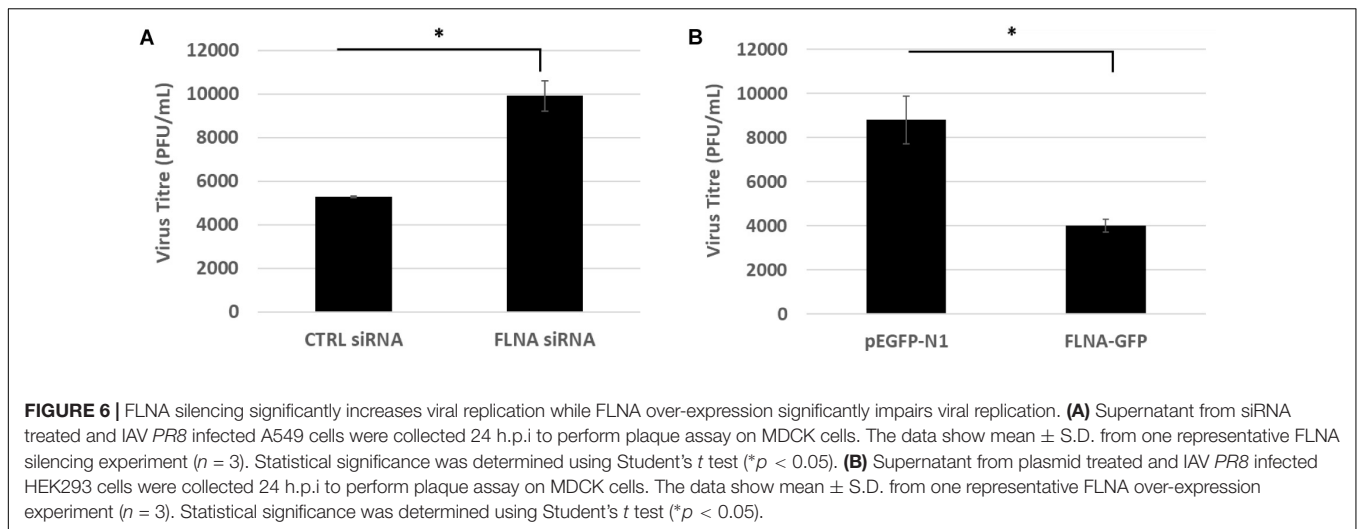 A
*
12000
10000
8000
6000
4000
2000
0
Virus Titre (PFU/mL)
CTRL siRNA FLNA siRNA
B
*
12000
10000
8000
6000
4000
2000
0
Virus Titre (PFU/mL)
pEGFP-N1 FLNA-GFP
FIGURE 6 | FLNA silencing significantly increases viral replication while FLNA over-expression significantly impairs viral replication. (A) Supernatant from siRNA
treated and IAV PR8 infected A549 cells were collected 24 h.p.i to perform plaque assay on MDCK cells. The data show mean ± S.D. from one representative FLNA
silencing experiment (n = 3). Statistical significance was determined using Student's t test (*p < 0.05). (B) Supernatant from plasmid treated and IAV PR8 infected
HEK293 cells were collected 24 h.p.i to perform plaque assay on MDCK cells. The data show mean ± S.D. from one representative FLNA over-expression
experiment (n = 3). Statistical significance was determined using Student's t test (*p < 0.05).